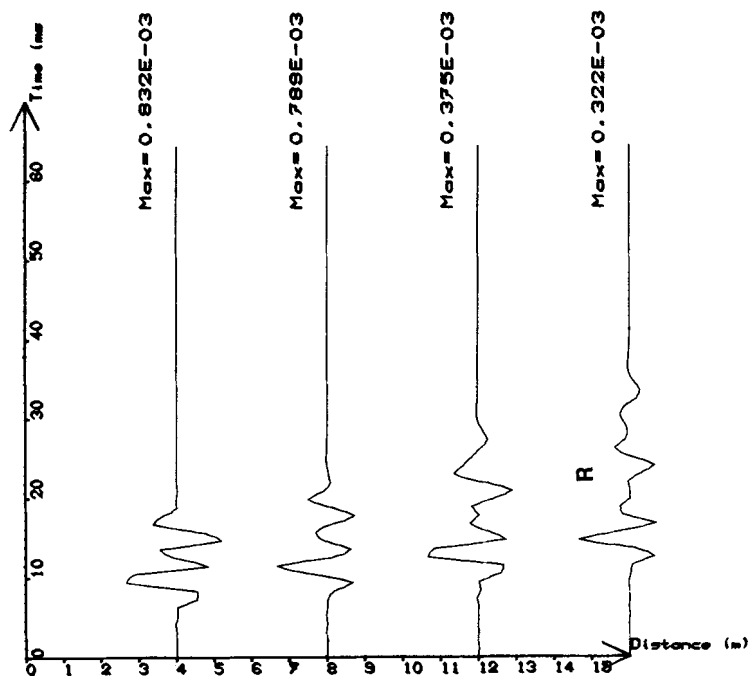 Time (ms
Max=0.832E-03
Max=0.789E-03
Max=0.375E-03
Max=0.322E-03
60
50
40
30
20
10
0
R
Distance (m)
0 1 2 3 4 5 6 7 8 9 10 11 12 13 14 15